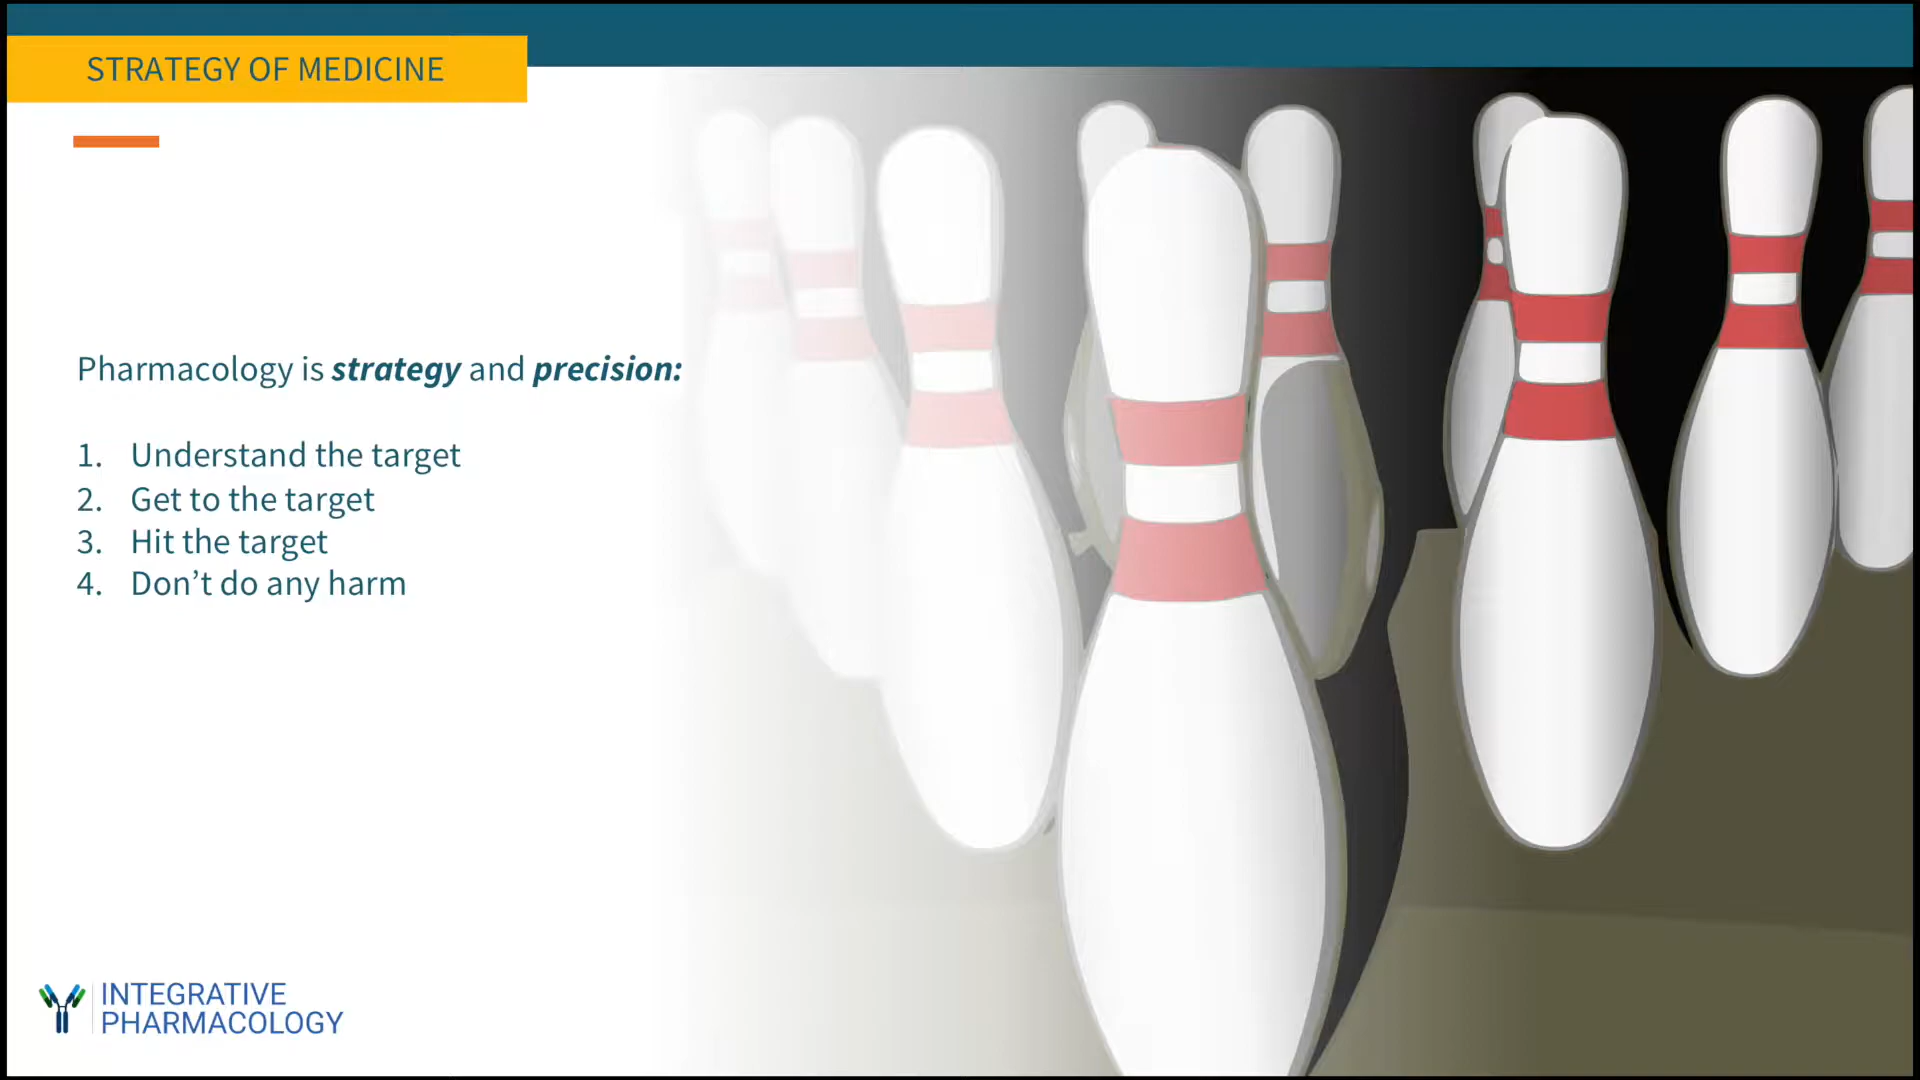 STRATEGY OF MEDICINE
Pharmacology is strategy and precision:
1. Understand the target
2. Get to the target
3. Hit the target
4. Don’t do any harm
INTEGRATIVE
PHARMACOLOGY